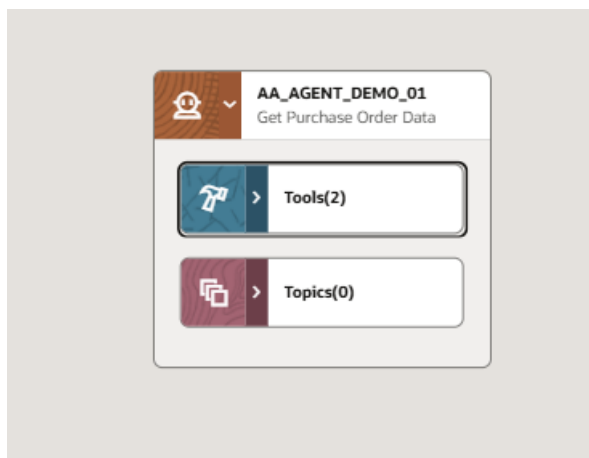 AA_AGENT_DEMO_01
Get Purchase Order Data
Tools(2)
Topics(0)